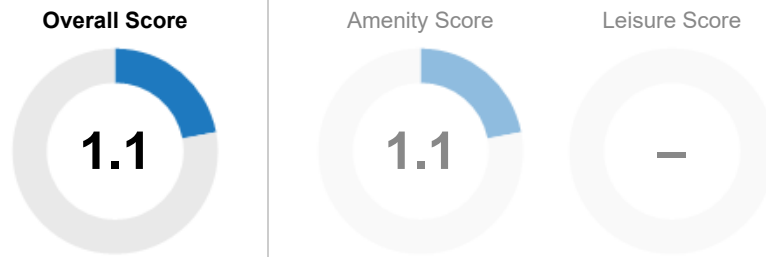 Overall Score
Amenity Score
Leisure Score
1.1
1.1
–